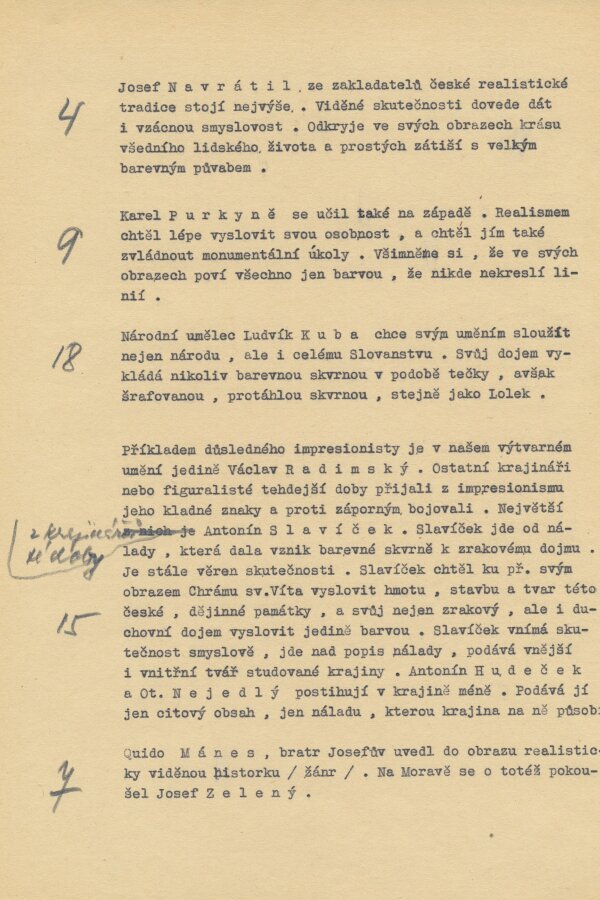 Josef N a v r á t i l , ze zakladatelů české realistické
4
tradice stojí nejvýše. . Viděné skutečnosti dovede dát
i vzácnou smyslovost . Odkryje ve svých obrazech krásu
všedního lidského. života a prostých zátiší s velkým
barevným půvabem .
Karel P u r k y n ě se učil také na západě . Realismem
9
chtěl lépe vyslovit svou osobnost , a chtěl jím také
zvládnout monumentální úkoly . Všimněme si , že ve svých
obrazech poví všechno jen barvou , že nikde nekreslí li-
nií .
Národní umělec Ludvík K u b a chce svým uměním sloužit
18
nejen národu , ale i celému Slovanstvu . Svůj dojem vy-
kládá nikoliv barevnou skvrnou v podobě tečky , avšak
šrafovanou , protáhlou skvrnou , stejně jako Lolek .
Příkladem důsledného impresionisty je v našem výtvarném
umění jedině Václav R a d i m s k ý . Ostatní krajináři
nebo figuralisté tehdejší doby přijali z impresionismu
jeho kladné znaky a proti záporným bojovali . Největší
z krajinářů
té doby
z nich je Antonín S l a v í č e k . Slavíček jde od ná-
lady , která dala vznik barevné skvrně k zrakovému dojmu .
Je stále věren skutečnosti . Slavíček chtěl ku př. svým
obrazem Chrámu sv.Víta vyslovit hmotu , stavbu a tvar této
české , dějinné památky , a svůj nejen zrakový , ale i du-
15
chovní dojem vyslovit jedině barvou . Slavíček vnímá sku-
tečnost smyslově , jde nad popis nálady , podává vnější
i vnitřní tvář studované krajiny . Antonín H u d e č e k
a Ot. N e j e d l ý postihují v krajině méně . Podává jí
jen citový obsah , jen náladu , kterou krajina na ně působí
Quido M á n e s , bratr Josefův uvedl do obrazu realistic-
7
ky viděnou historku / žánr / . Na Moravě se o totéž pokou-
šel Josef Z e l e n ý .